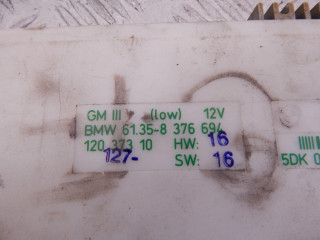 GM III (low) 12V
BMW 61.35-8 376 694
120 373 10 HW: 16
127- SW: 16
5DK 0